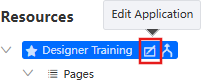 Edit Application
Resources
Designer Training
Pages